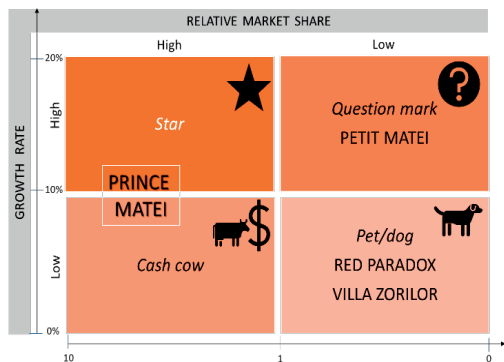 RELATIVE MARKET SHARE
High
Low
GROWTH RATE
20%
High
10%
Low
0%
Star
?
Question mark
PETIT MATEI
PRINCE
MATEI
$
Cash cow
Pet/dog
RED PARADOX
VILLA ZORILOR
10
1
0